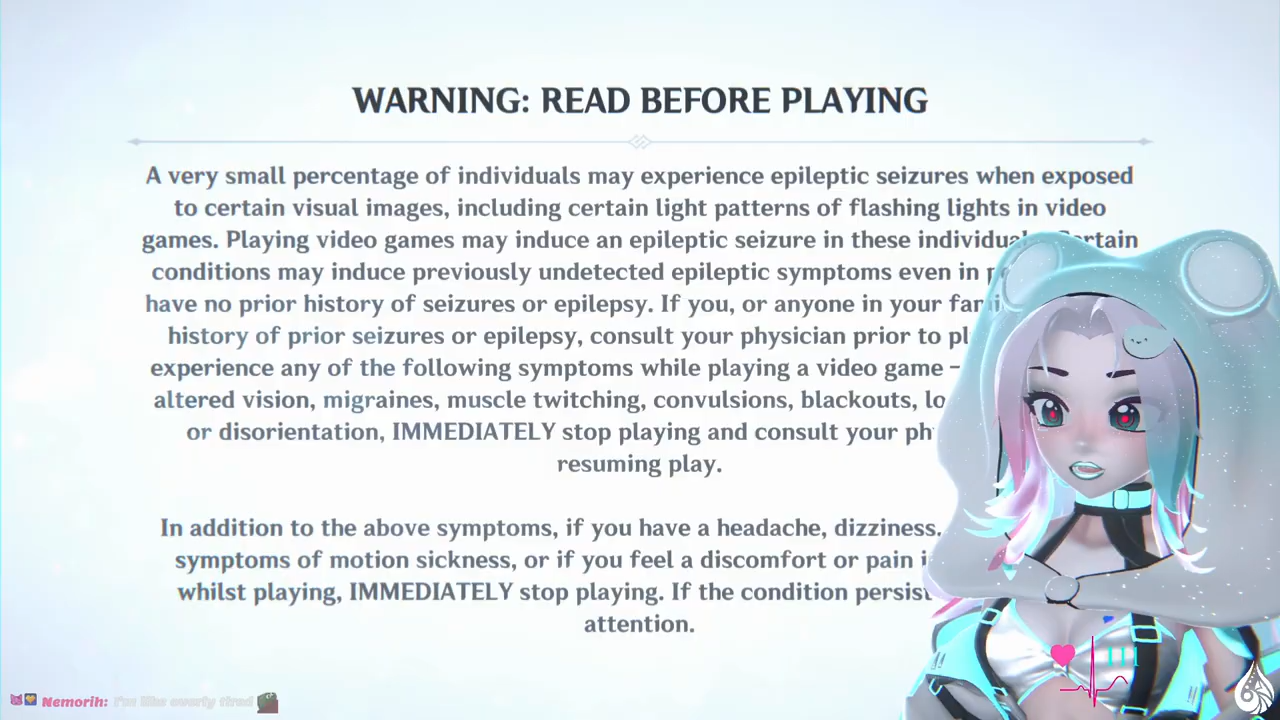 WARNING: READ BEFORE PLAYING
A very small percentage of individuals may experience epileptic seizures when exposed
to certain visual images, including certain light patterns of flashing lights in video
games. Playing video games may induce an epileptic seizure in these individuals. Certain
conditions may induce previously undetected epileptic symptoms even in
have no prior history of seizures or epilepsy. If you, or anyone in your
history of prior seizures or epilepsy, consult your physician prior to
experience any of the following symptoms while playing a video game –
altered vision, migraines, muscle twitching, convulsions, blackouts,
or disorientation, IMMEDIATELY stop playing and consult your
resuming play.
In addition to the above symptoms, if you have a headache, dizziness,
symptoms of motion sickness, or if you feel a discomfort or pain
whilst playing, IMMEDIATELY stop playing. If the condition
attention.
Nemorih: I'm like overly tired
111